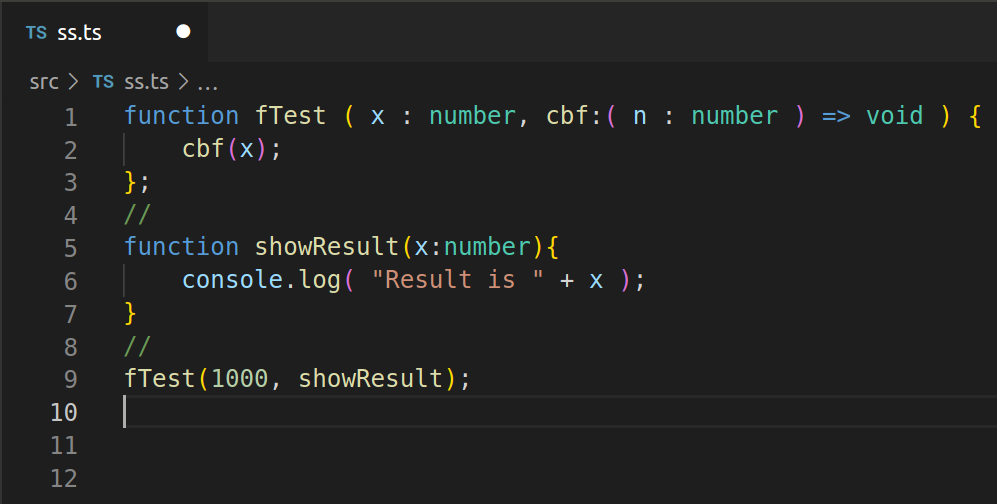 TS ss.ts ●
src > TS ss.ts > ...
1 function fTest ( x : number, cbf:( n : number ) => void ) {
2     cbf(x);
3 };
4 //
5 function showResult(x:number){
6     console.log( "Result is " + x );
7 }
8 //
9 fTest(1000, showResult);
10
11
12